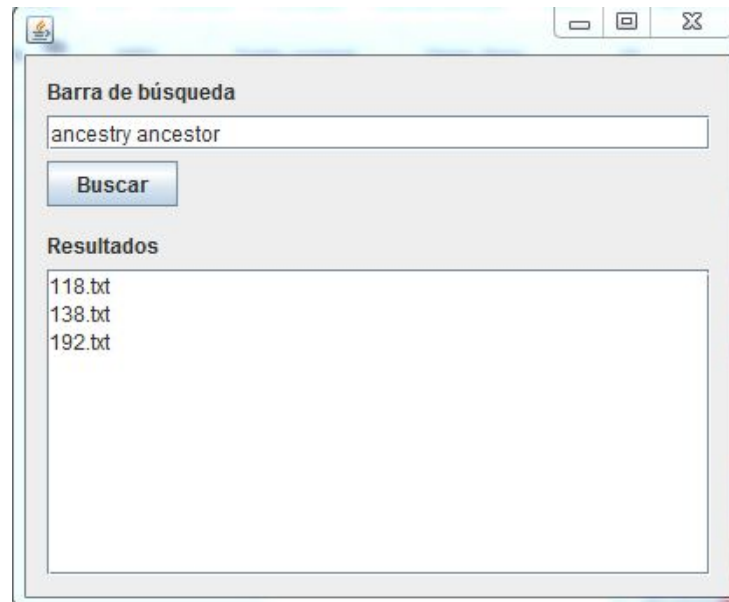 Barra de búsqueda
ancestry ancestor
Buscar
Resultados
118.txt
138.txt
192.txt